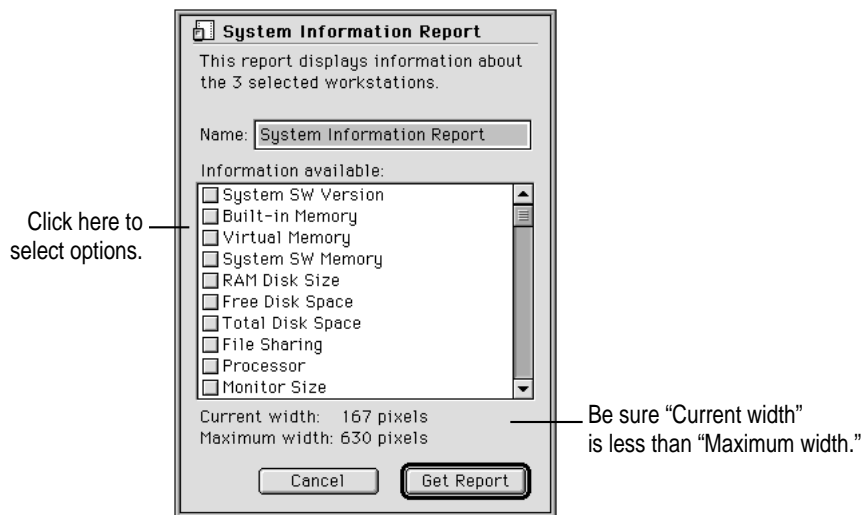 System Information Report
This report displays information about
the 3 selected workstations.
Name: System Information Report
Information available:
System SW Version
Built-in Memory
Virtual Memory
System SW Memory
RAM Disk Size
Free Disk Space
Total Disk Space
File Sharing
Processor
Monitor Size
Click here to
select options.
Current width: 167 pixels
Maximum width: 630 pixels
Be sure “Current width”
is less than “Maximum width.”
Cancel
Get Report